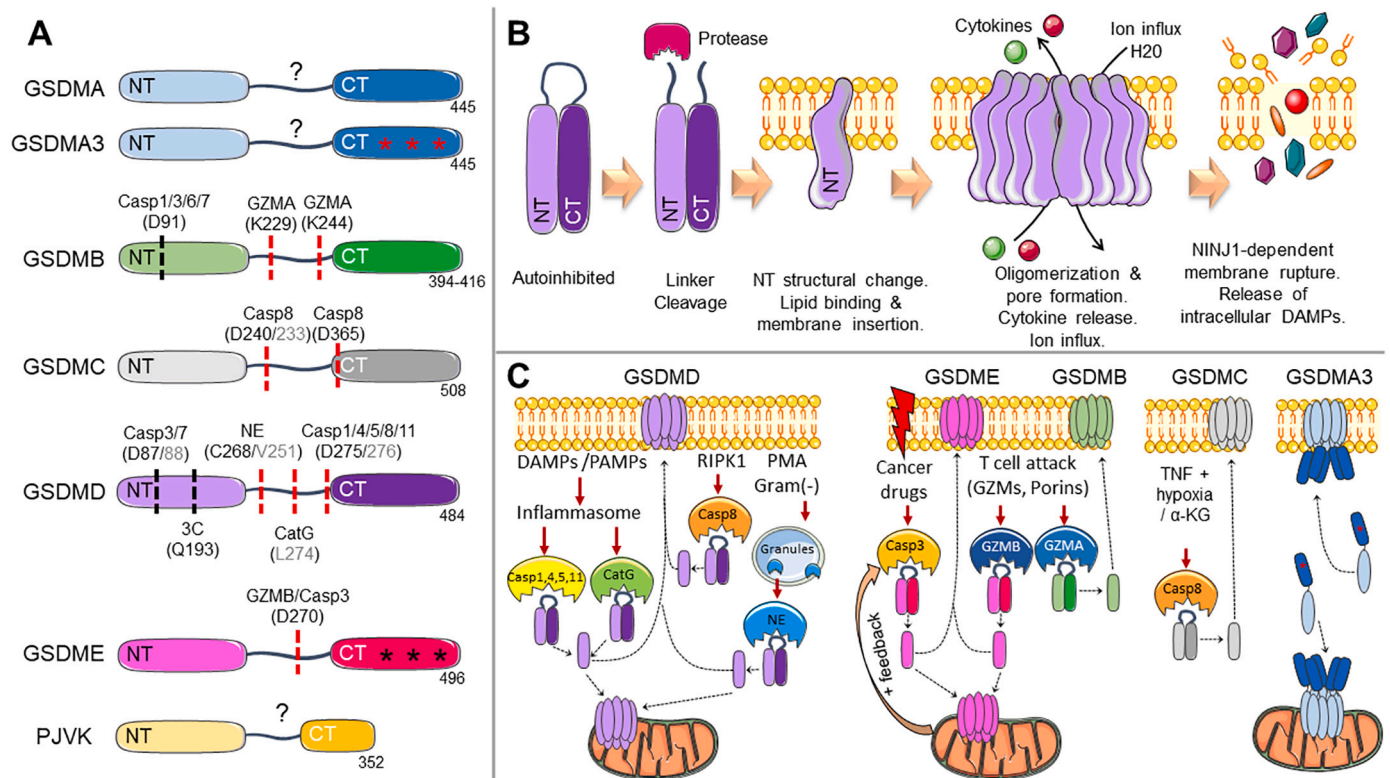 A
GSDMA
NT
?
CT
445
GSDMA3
NT
?
CT * * *
445
Casp1/3/6/7
(D91)
GZMA
(K229)
GZMA
(K244)
GSDMB
NT
CT
394-416
Casp8
(D240/233)
Casp8
(D365)
GSDMC
NT
CT
508
Casp3/7
(D87/88)
NE
(C268/V251)
Casp1/4/5/8/11
(D275/276)
GSDMD
NT
CT
484
3C
(Q193)
CatG
(L274)
GZMB/Casp3
(D270)
GSDME
NT
CT * * *
496
PJVK
NT
?
CT
352
B
Protease
Cytokines
Ion influx
H20
NT
CT
NT
CT
NT
Autoinhibited
Linker
Cleavage
NT structural change.
Lipid binding &
membrane insertion.
Oligomerization &
pore formation.
Cytokine release.
Ion influx.
NINJ1-dependent
membrane rupture.
Release of
intracellular DAMPs.
C
GSDMD
DAMPs/PAMPs
RIPK1
PMA
Gram(-)
Inflammasome
Casp8
Granules
Casp1,4,5,11
CatG
NE
GSDME
GSDMB
Cancer
drugs
T cell attack
(GZMs, Porins)
Casp3
GZMB
GZMA
+ feedback
GSDMC
TNF +
hypoxia
/ α-KG
Casp8
GSDMA3